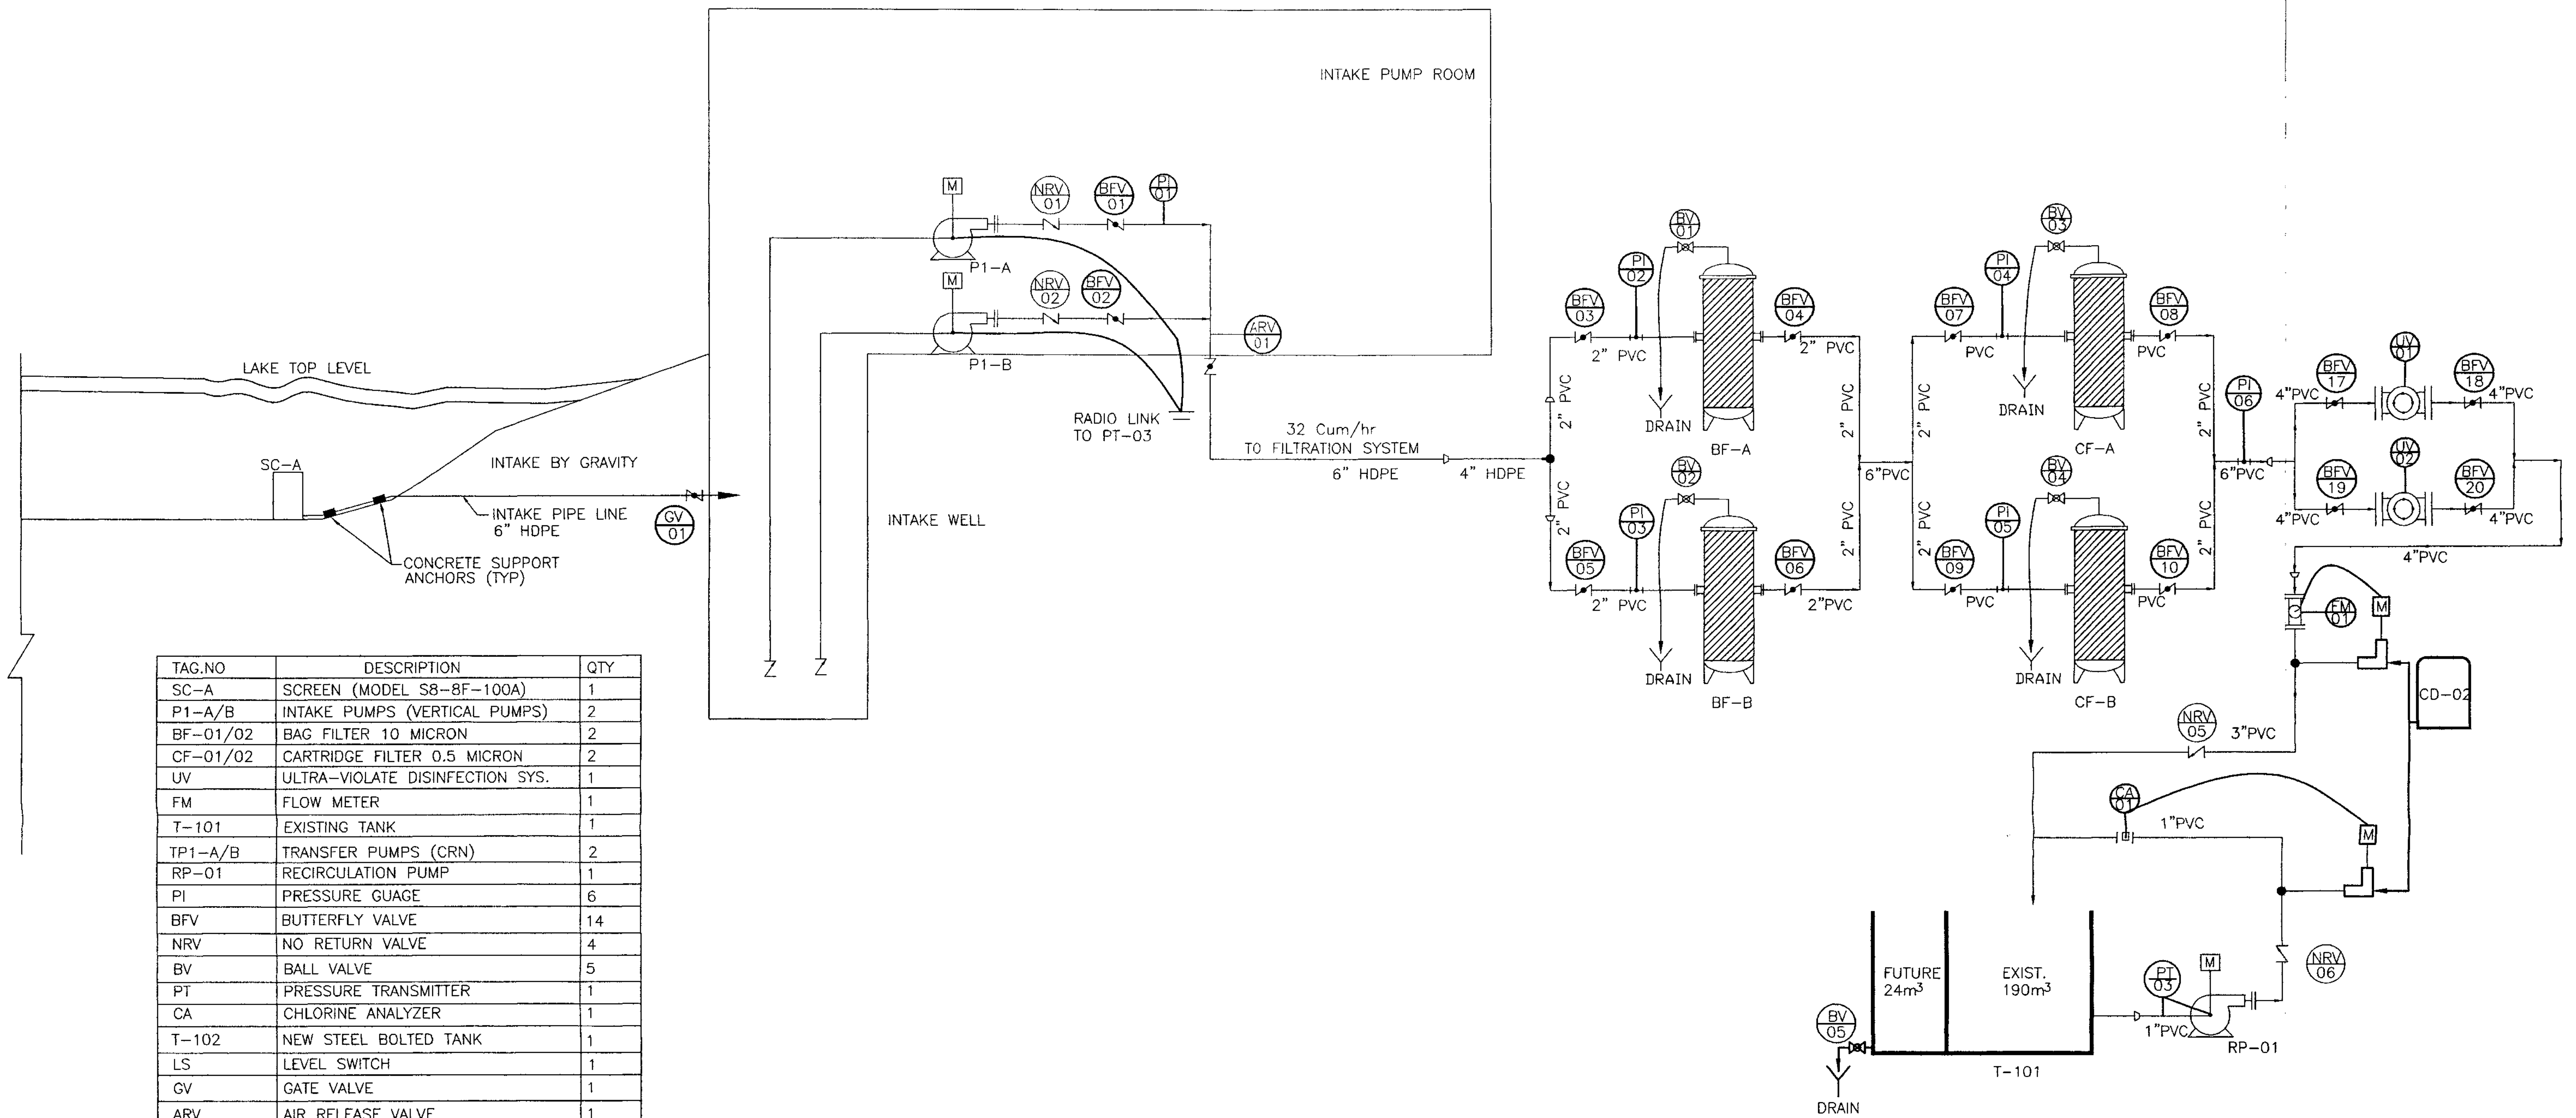 INTAKE PUMP ROOM
M
NRV
01
BFV
01
PI
01
P1-A
M
NRV
02
BFV
02
P1-B
ARV
01
LAKE TOP LEVEL
RADIO LINK
TO PT-03
SC-A
INTAKE BY GRAVITY
INTAKE PIPE LINE
6" HDPE
GV
01
CONCRETE SUPPORT
ANCHORS (TYP)
INTAKE WELL
32 Cum/hr
TO FILTRATION SYSTEM
6" HDPE
4" HDPE
2" PVC
2" PVC
BV
01
PI
02
BFV
03
2" PVC
BFV
04
2" PVC
DRAIN
BF-A
BV
02
PI
03
BFV
05
2" PVC
BFV
06
2"PVC
DRAIN
BF-B
2" PVC
2" PVC
6"PVC
2" PVC
2" PVC
BV
03
PI
04
BFV
07
PVC
BFV
08
PVC
DRAIN
CF-A
BV
04
PI
05
BFV
09
PVC
BFV
10
PVC
DRAIN
CF-B
2" PVC
2" PVC
PI
06
6"PVC
UV
01
BFV
17
4"PVC
BFV
18
4"PVC
UV
02
BFV
19
4"PVC
BFV
20
4"PVC
4"PVC
FM
01
M
CD-02
NRV
05
3"PVC
CA
01
1"PVC
M
NRV
06
FUTURE
24m³
EXIST.
190m³
PT
03
M
1"PVC
RP-01
BV
05
T-101
DRAIN
TAG.NO DESCRIPTION QTY
SC-A SCREEN (MODEL S8-8F-100A) 1
P1-A/B INTAKE PUMPS (VERTICAL PUMPS) 2
BF-01/02 BAG FILTER 10 MICRON 2
CF-01/02 CARTRIDGE FILTER 0.5 MICRON 2
UV ULTRA-VIOLATE DISINFECTION SYS. 1
FM FLOW METER 1
T-101 EXISTING TANK 1
TP1-A/B TRANSFER PUMPS (CRN) 2
RP-01 RECIRCULATION PUMP 1
PI PRESSURE GUAGE 6
BFV BUTTERFLY VALVE 14
NRV NO RETURN VALVE 4
BV BALL VALVE 5
PT PRESSURE TRANSMITTER 1
CA CHLORINE ANALYZER 1
T-102 NEW STEEL BOLTED TANK 1
LS LEVEL SWITCH 1
GV GATE VALVE 1
ARV AIR RELEASE VALVE 1